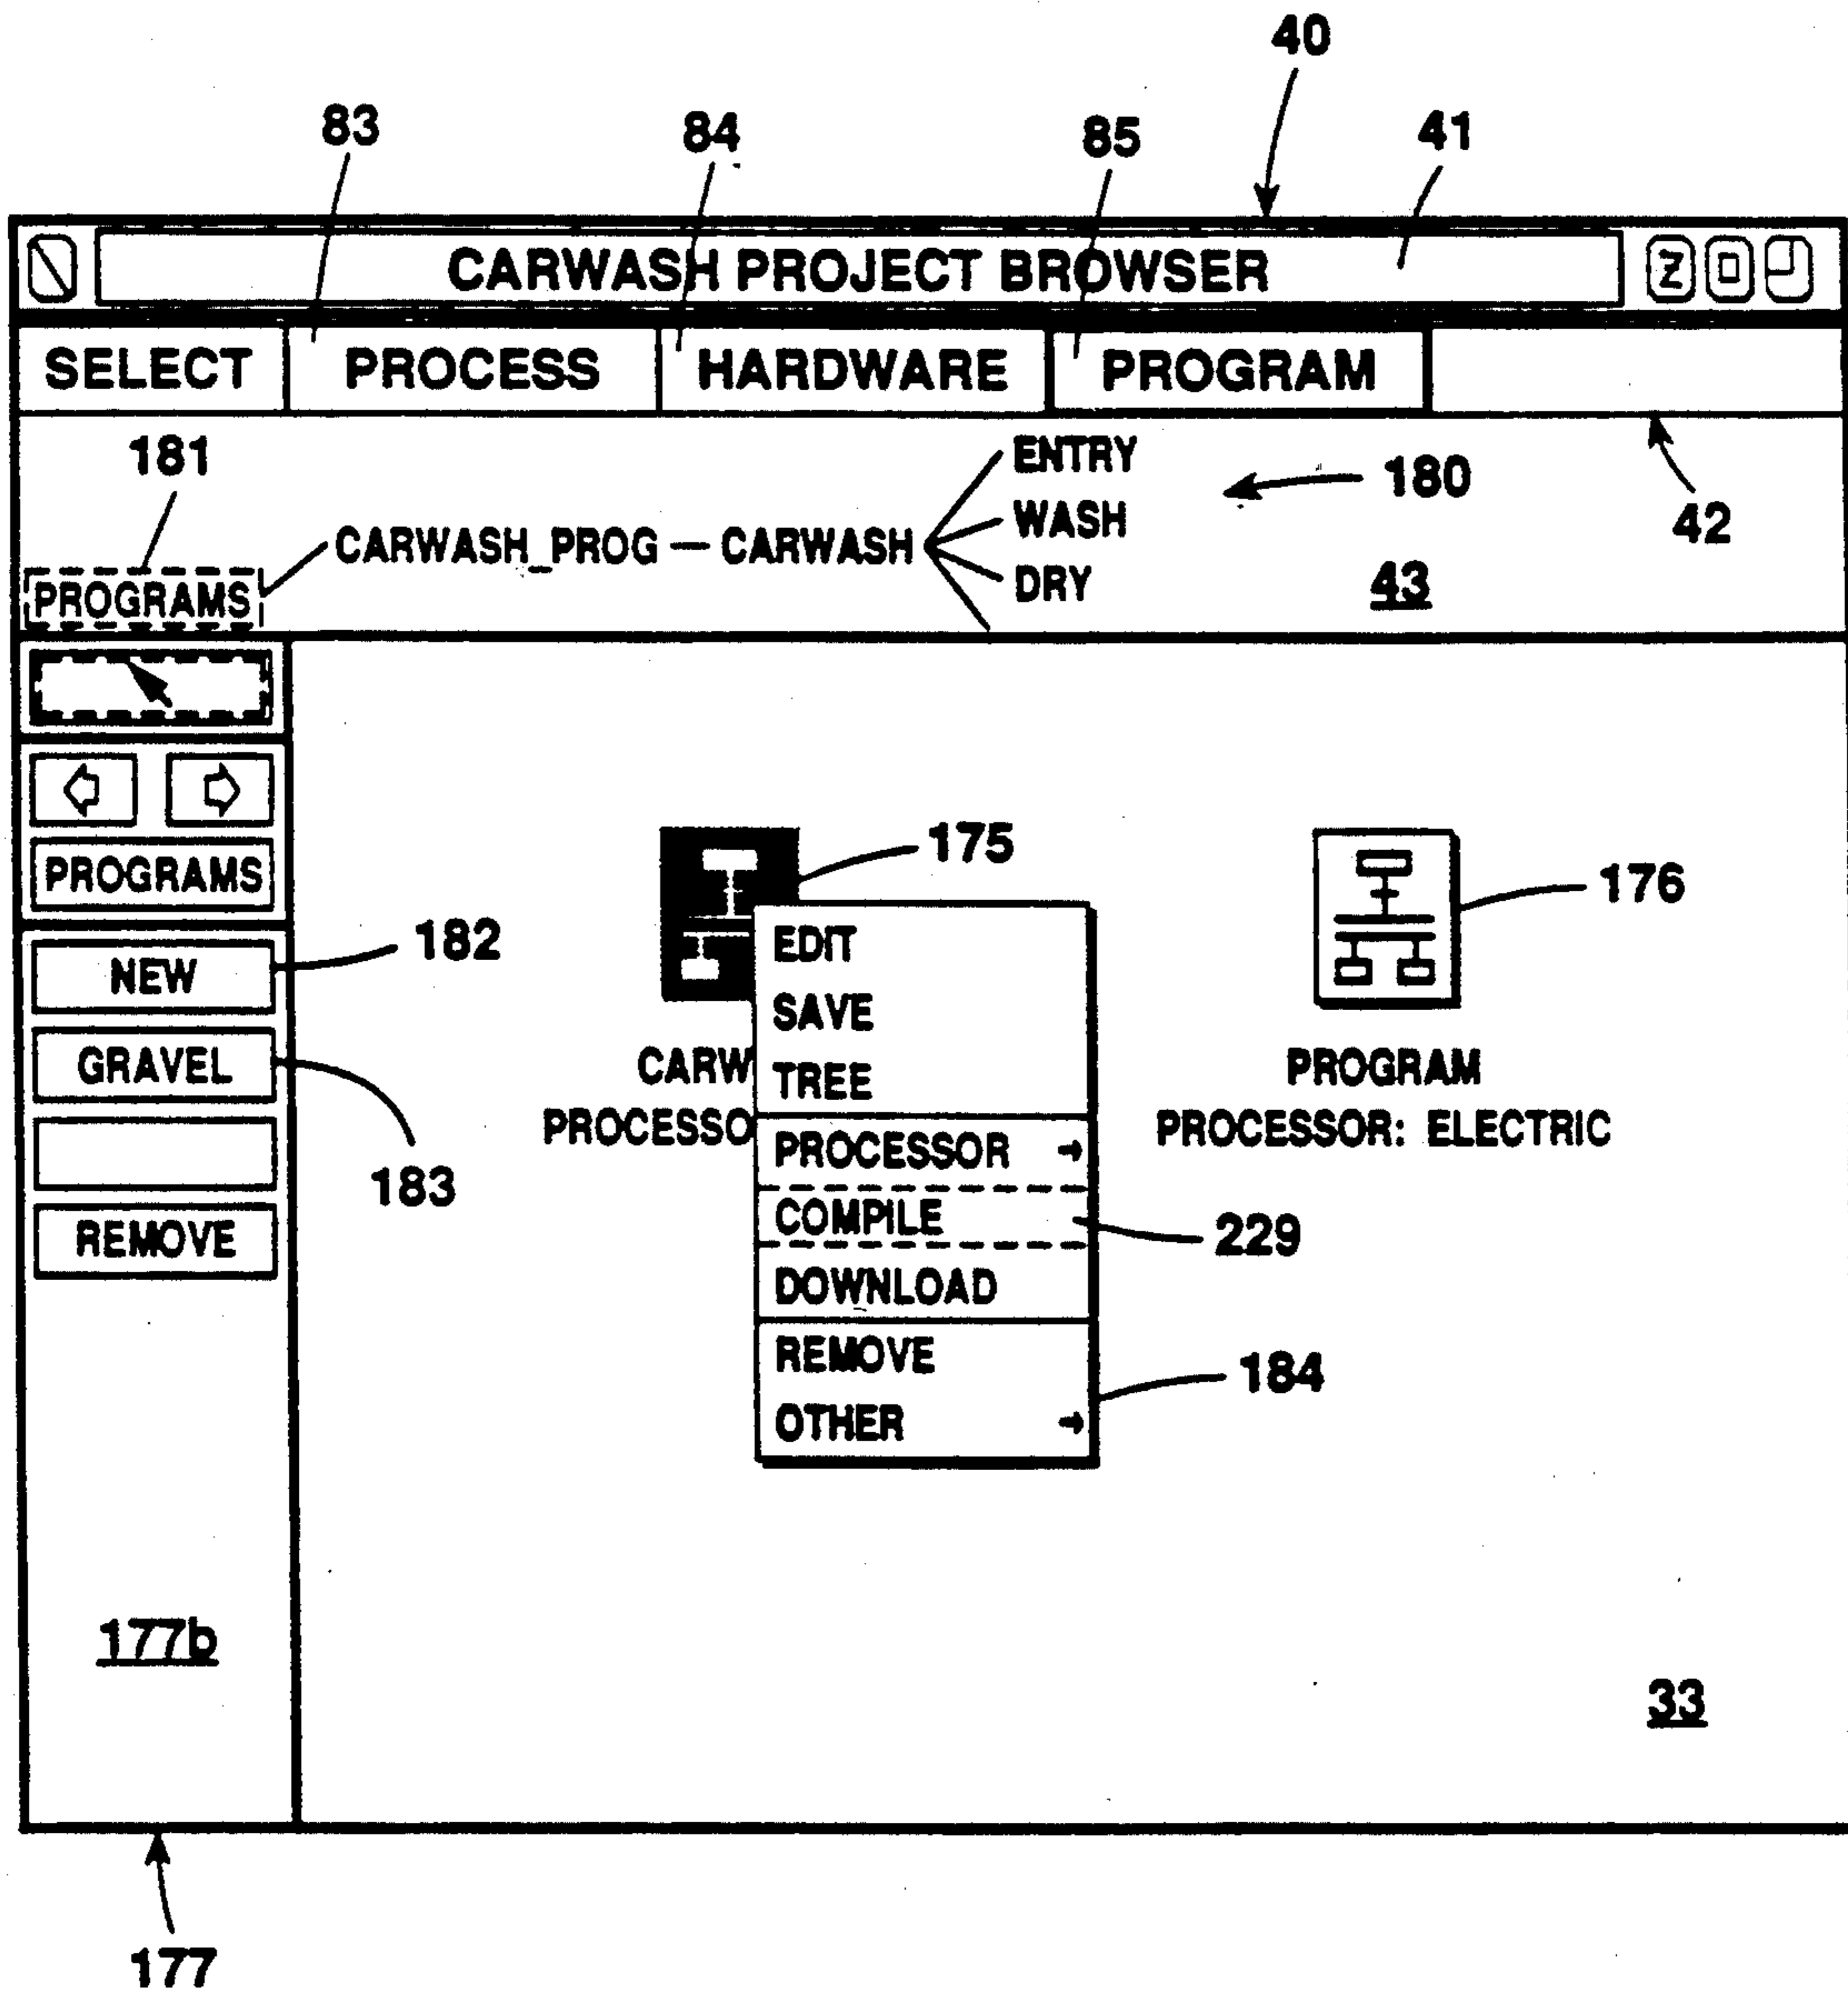 40
83
84
85
41
CARWASH PROJECT BROWSER
Z
SELECT PROCESS HARDWARE PROGRAM
181
ENTRY
180
WASH
42
CARWASH_PROG — CARWASH
DRY
43
PROGRAMS
PROGRAMS
175
176
182
NEW
EDIT
SAVE
GRAVEL
CARW
TREE
PROGRAM
PROCESSO
PROCESSOR →
PROCESSOR: ELECTRIC
183
COMPILE
229
REMOVE
DOWNLOAD
REMOVE
184
OTHER →
177b
33
177